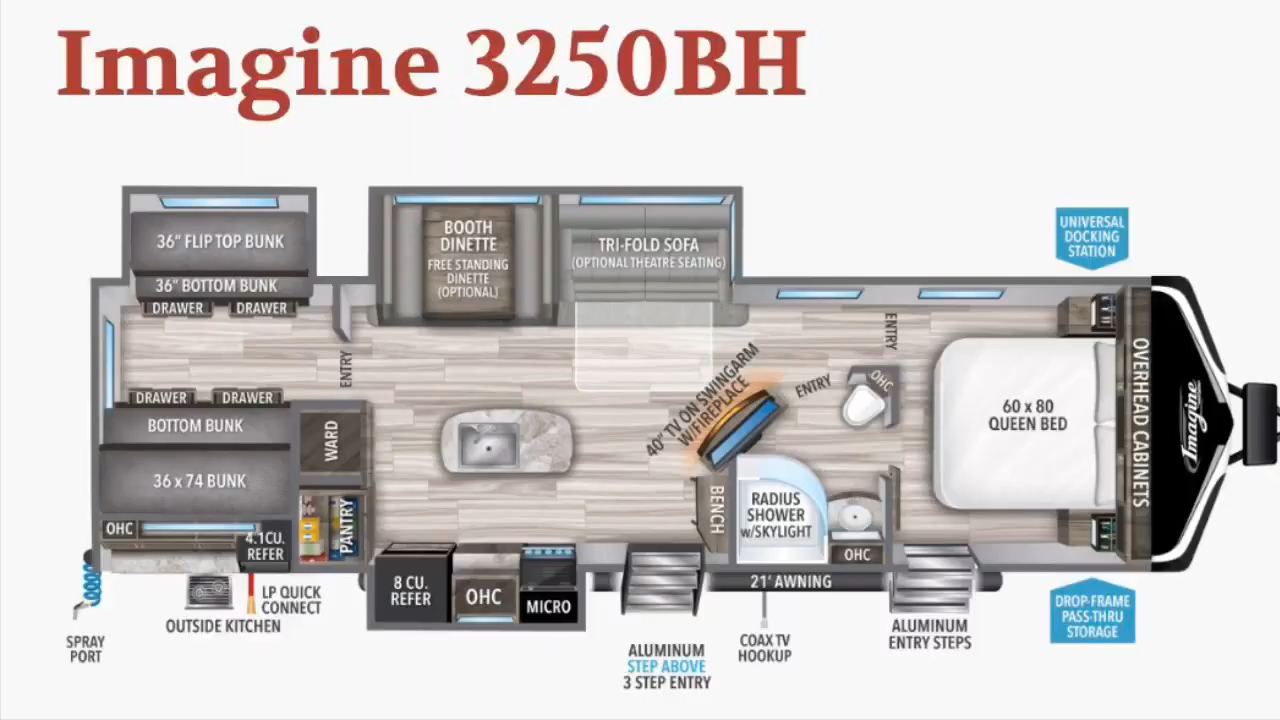 Imagine 3250BH
36" FLIP TOP BUNK
36" BOTTOM BUNK
DRAWER DRAWER
BOOTH
DINETTE
FREE STANDING
DINETTE
(OPTIONAL)
TRI-FOLD SOFA
(OPTIONAL THEATRE SEATING)
UNIVERSAL
DOCKING
STATION
ENTRY
ENTRY
40" TV ON SWINGARM
W/FIREPLACE
ENTRY
OHC
60 x 80
QUEEN BED
OVERHEAD CABINETS
Imagine
DRAWER DRAWER
BOTTOM BUNK
36 x 74 BUNK
WARD
PANTRY
OHC
4.1CU.
REFER
BENCH
RADIUS
SHOWER
w/SKYLIGHT
OHC
8 CU.
REFER
OHC
MICRO
21' AWNING
LP QUICK
CONNECT
OUTSIDE KITCHEN
SPRAY
PORT
ALUMINUM
STEP ABOVE
3 STEP ENTRY
COAX TV
HOOKUP
ALUMINUM
ENTRY STEPS
DROP-FRAME
PASS-THRU
STORAGE